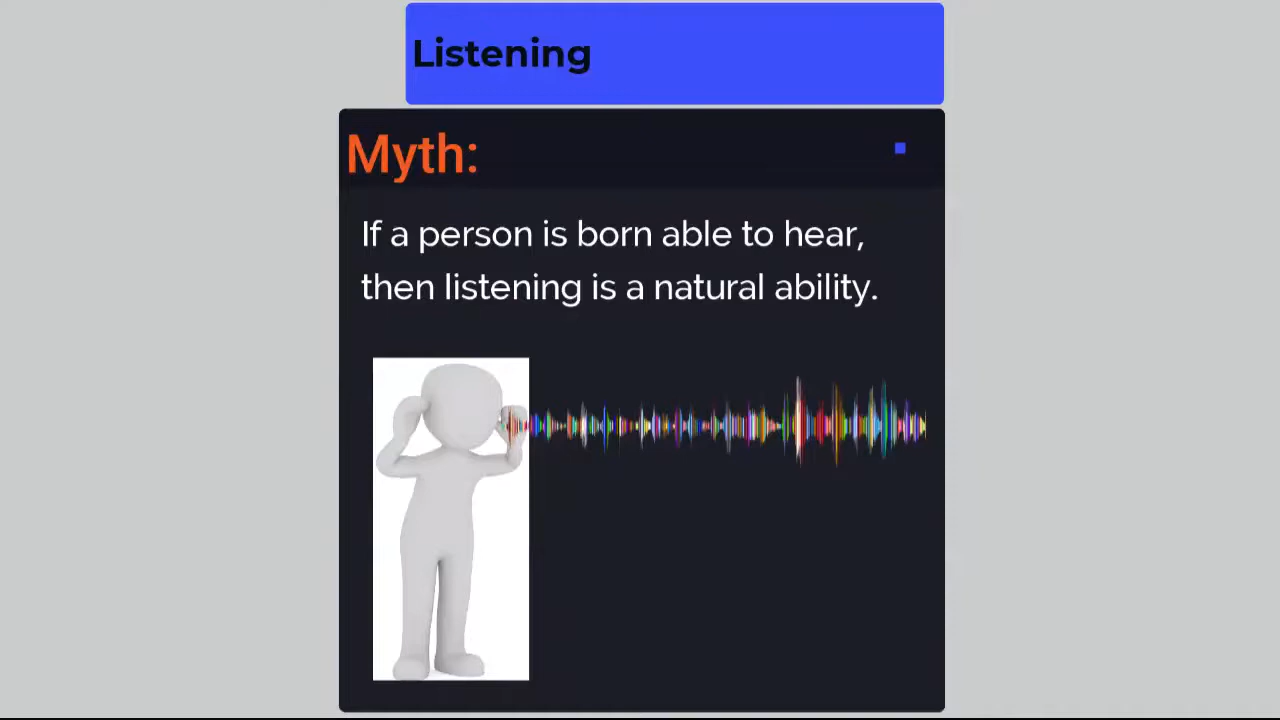 Listening
Myth:
If a person is born able to hear,
then listening is a natural ability.